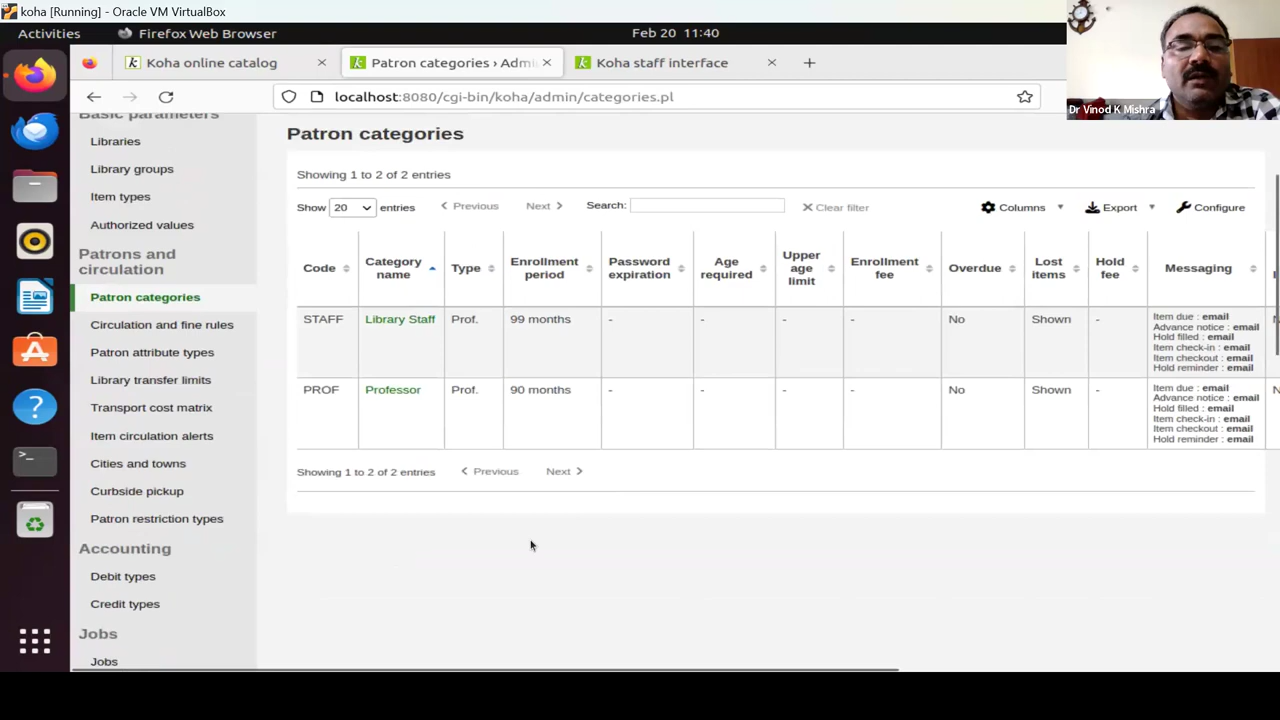 koha [Running] - Oracle VM VirtualBox
Activities
Firefox Web Browser
Feb 20 11:40
Koha online catalog
Patron categories › Admi
Koha staff interface
localhost:8080/cgi-bin/koha/admin/categories.pl
Dr Vinod K Mishra
Basic parameters
Libraries
Library groups
Item types
Authorized values
Patrons and
circulation
Patron categories
Circulation and fine rules
Patron attribute types
Library transfer limits
Transport cost matrix
Item circulation alerts
Cities and towns
Curbside pickup
Patron restriction types
Accounting
Debit types
Credit types
Jobs
Jobs
Patron categories
Showing 1 to 2 of 2 entries
Show 20 entries Previous Next Search: Clear filter Columns Export Configure
Code
Category
name
Type
Enrollment
period
Password
expiration
Age
required
Upper
age
limit
Enrollment
fee
Overdue
Lost
items
Hold
fee
Messaging
STAFF Library Staff Prof. 99 months - - - - No Shown -
Item due : email
Advance notice : email
Hold filled : email
Item check-in : email
Item checkout : email
Hold reminder : email
PROF Professor Prof. 90 months - - - - No Shown -
Item due : email
Advance notice : email
Hold filled : email
Item check-in : email
Item checkout : email
Hold reminder : email
Showing 1 to 2 of 2 entries Previous Next